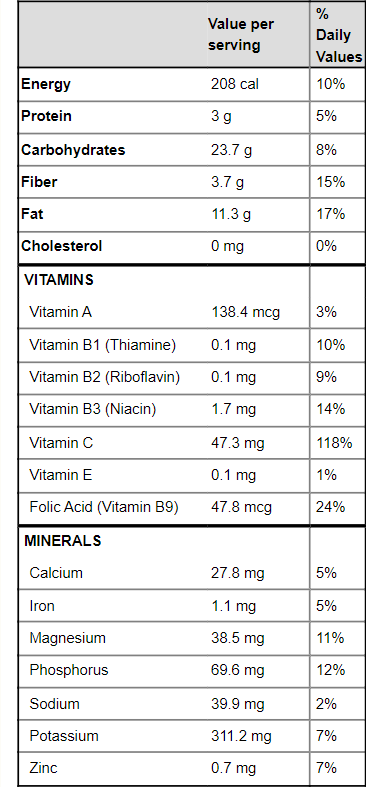 Value per serving % Daily Values
Energy 208 cal 10%
Protein 3 g 5%
Carbohydrates 23.7 g 8%
Fiber 3.7 g 15%
Fat 11.3 g 17%
Cholesterol 0 mg 0%
VITAMINS
Vitamin A 138.4 mcg 3%
Vitamin B1 (Thiamine) 0.1 mg 10%
Vitamin B2 (Riboflavin) 0.1 mg 9%
Vitamin B3 (Niacin) 1.7 mg 14%
Vitamin C 47.3 mg 118%
Vitamin E 0.1 mg 1%
Folic Acid (Vitamin B9) 47.8 mcg 24%
MINERALS
Calcium 27.8 mg 5%
Iron 1.1 mg 5%
Magnesium 38.5 mg 11%
Phosphorus 69.6 mg 12%
Sodium 39.9 mg 2%
Potassium 311.2 mg 7%
Zinc 0.7 mg 7%